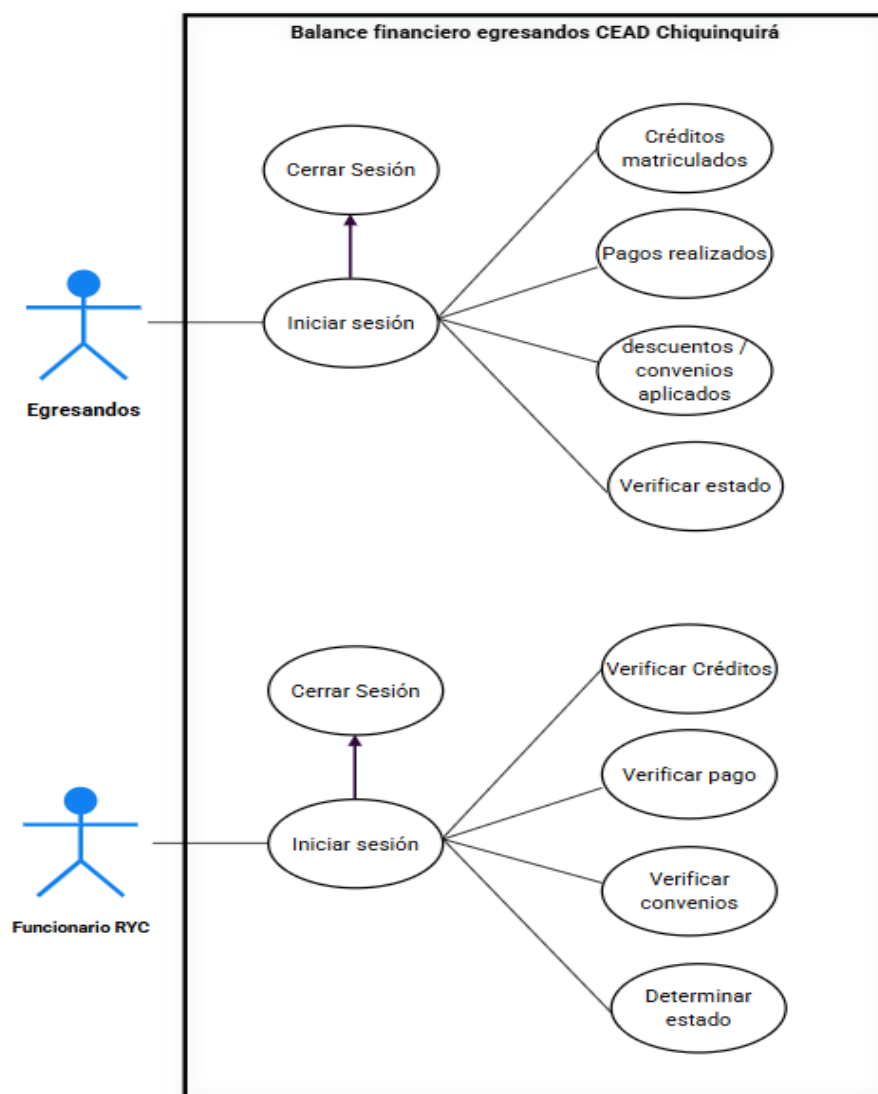 Balance financiero egresandos CEAD Chiquinquirá
Créditos
matriculados
Cerrar Sesión
Pagos realizados
Iniciar sesión
descuentos /
convenios
aplicados
Egresandos
Verificar estado
Verificar Créditos
Cerrar Sesión
Verificar pago
Iniciar sesión
Verificar
convenios
Funcionario RYC
Determinar
estado